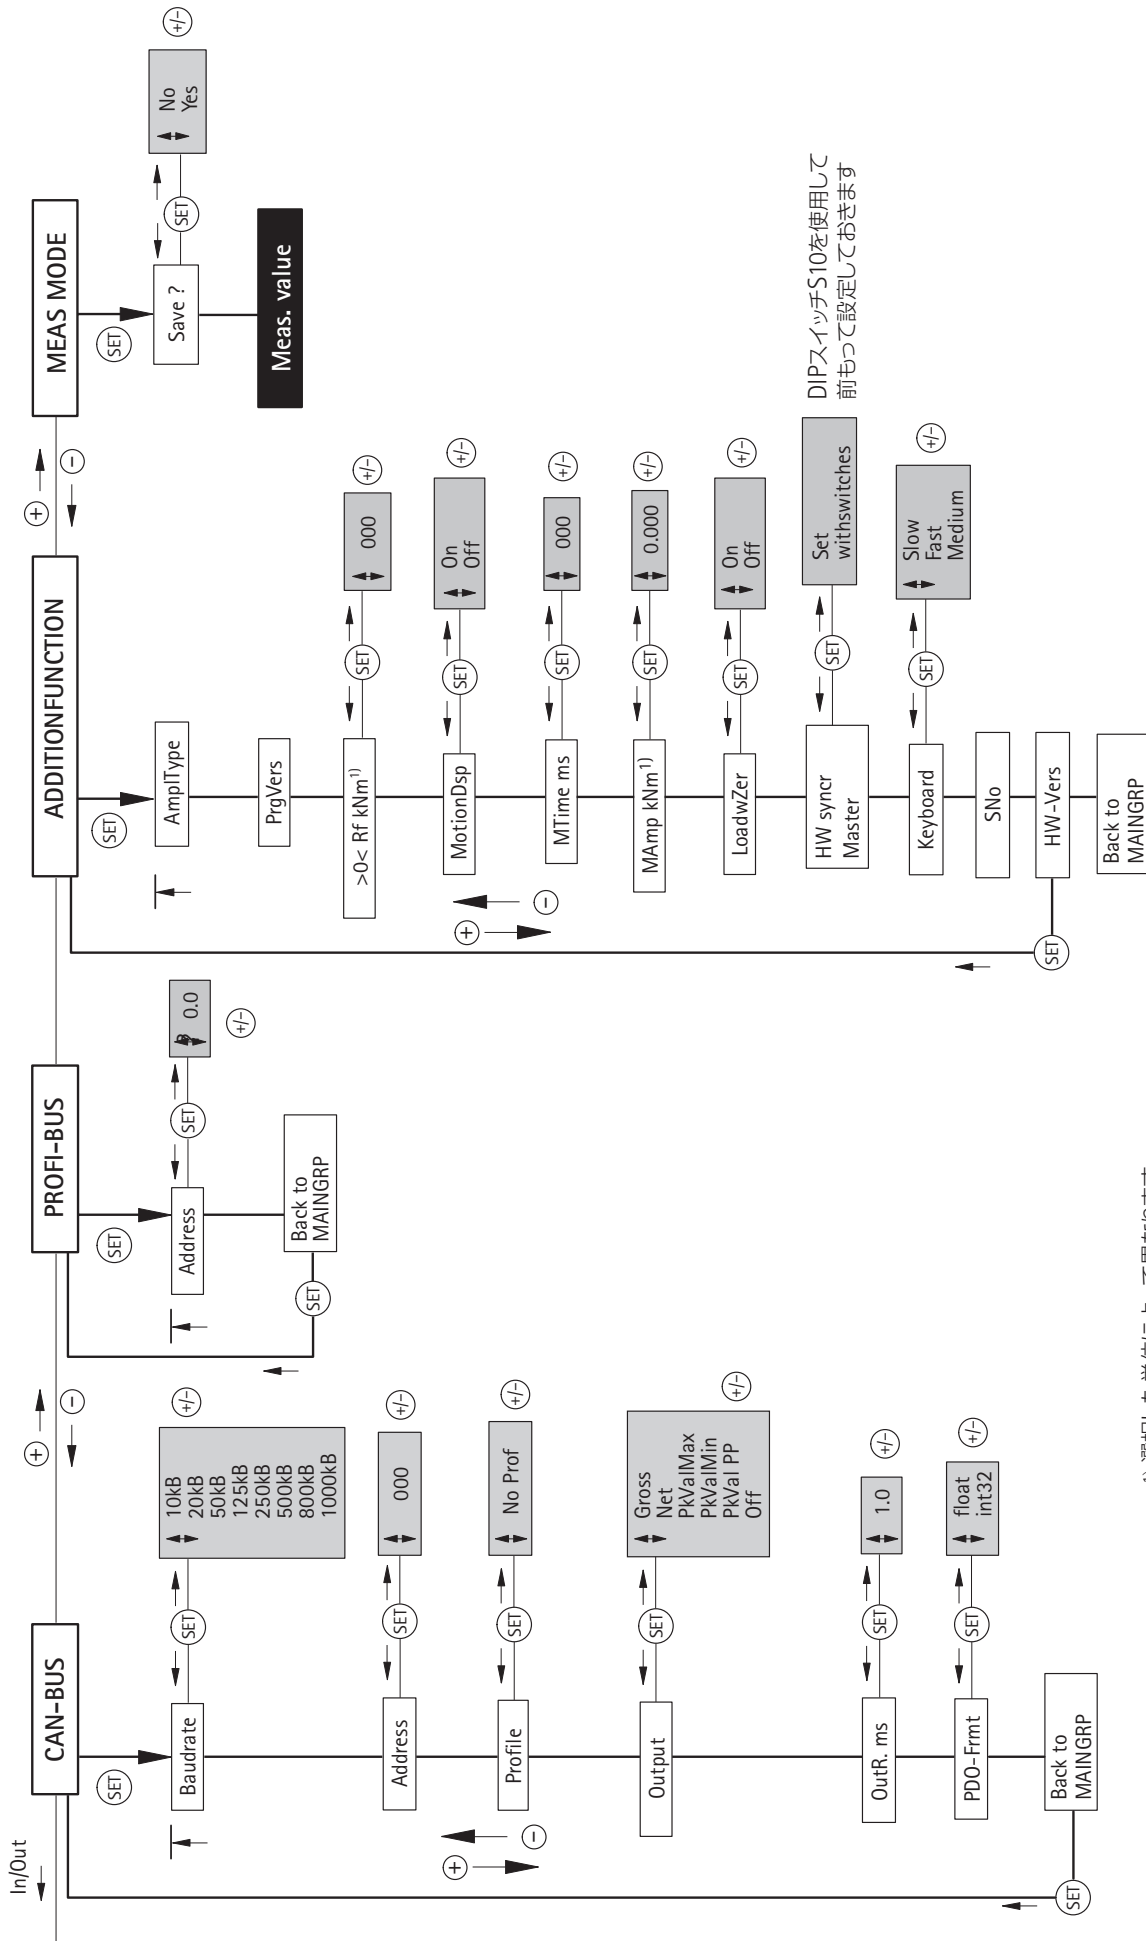 In/Out
CAN-BUS
+
−
PROFI-BUS
ADDITIONFUNCTION
+
−
MEAS MODE
SET
Baudrate
SET
10kB
20kB
50kB
125kB
250kB
500kB
800kB
1000kB
+/−
Address
SET
000
+/−
Profile
SET
No Prof
+/−
+
−
Output
SET
Gross
Net
PkValMax
PkValMin
PkVal PP
Off
+/−
OutR. ms
SET
1.0
+/−
PDO-Frmt
SET
float
int32
+/−
Back to
MAINGRP
SET
SET
Address
SET
0.0
+/−
Back to
MAINGRP
SET
SET
AmplType
PrgVers
>0< Rf kNm1)
SET
000
+/−
MotionDsp
SET
On
Off
+/−
+
−
MTime ms
SET
000
+/−
MAmp kNm1)
SET
0.000
+/−
LoadwZer
SET
On
Off
+/−
HW syncr
Master
SET
Set
withswitches
DIPスイッチS10を使用して
前もって設定しておきます
Keyboard
SET
Slow
Fast
Medium
+/−
SNo
HW-Vers
SET
Back to
MAINGRP
SET
Save ?
SET
No
Yes
+/−
Meas. value